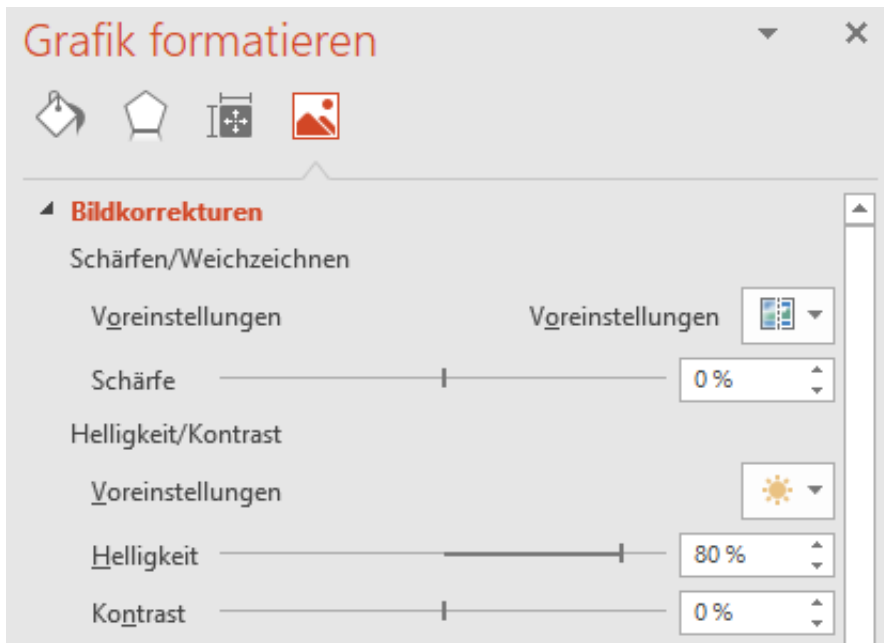 Grafik formatieren
Bildkorrekturen
Schärfen/Weichzeichnen
Voreinstellungen Voreinstellungen
Schärfe 0 %
Helligkeit/Kontrast
Voreinstellungen
Helligkeit 80 %
Kontrast 0 %